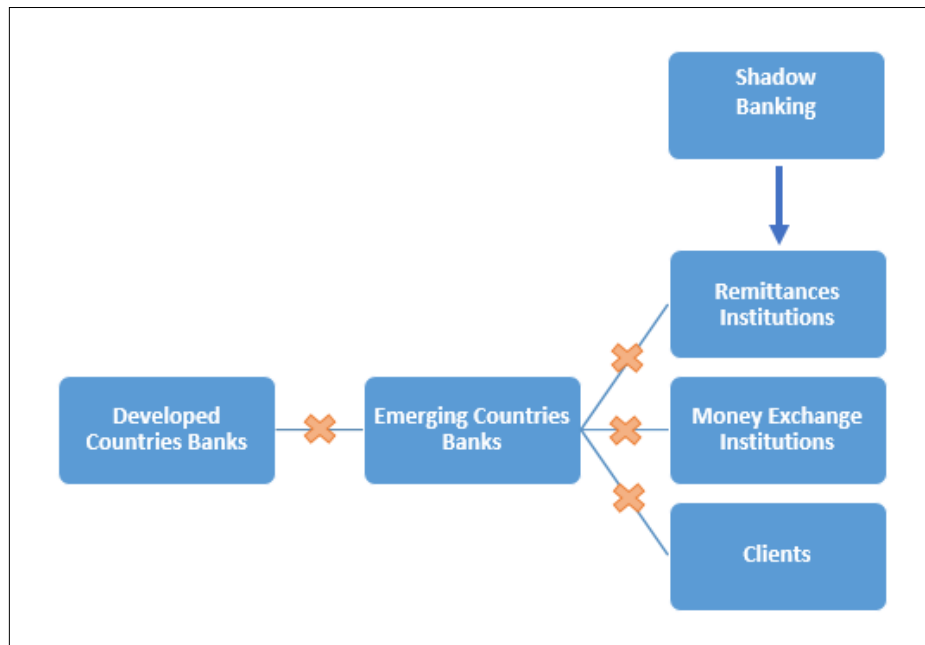 Shadow
Banking
Remittances
Institutions
Developed
Countries Banks
Emerging Countries
Banks
Money Exchange
Institutions
Clients